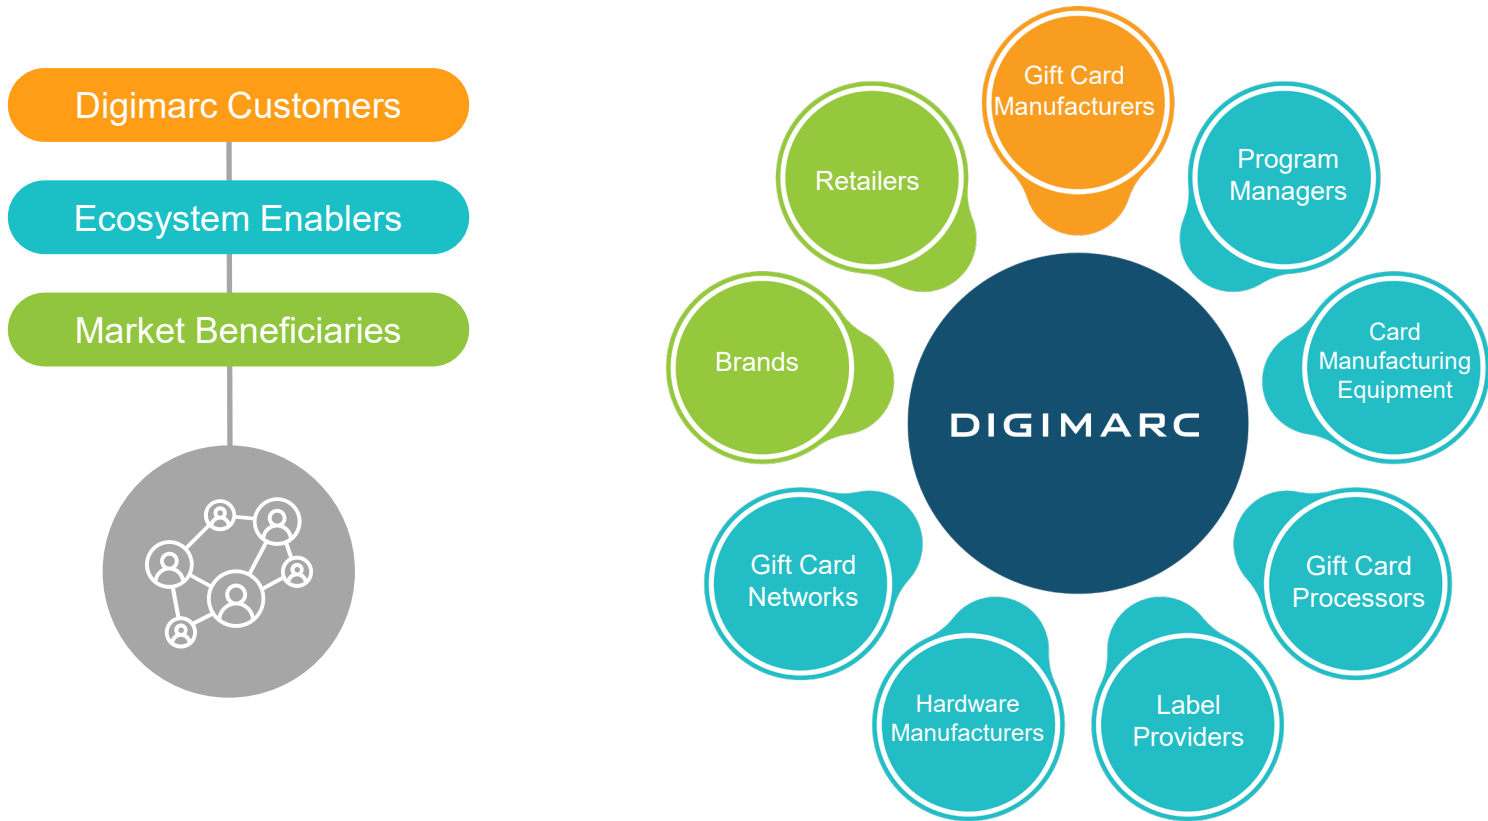 Digimarc Customers
Ecosystem Enablers
Market Beneficiaries
Gift Card
Manufacturers
Program
Managers
Card
Manufacturing
Equipment
Gift Card
Processors
Label
Providers
Hardware
Manufacturers
Gift Card
Networks
Brands
Retailers
DIGIMARC